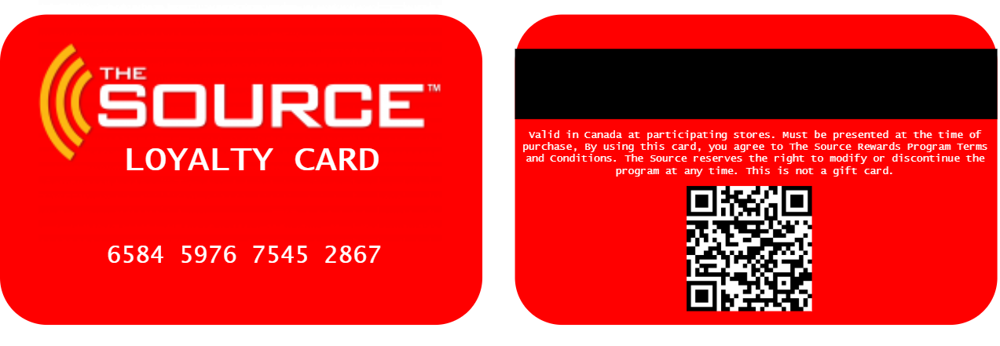 THE
SOURCE™
LOYALTY CARD
6584 5976 7545 2867
Valid in Canada at participating stores. Must be presented at the time of
purchase, By using this card, you agree to The Source Rewards Program Terms
and Conditions. The Source reserves the right to modify or discontinue the
program at any time. This is not a gift card.